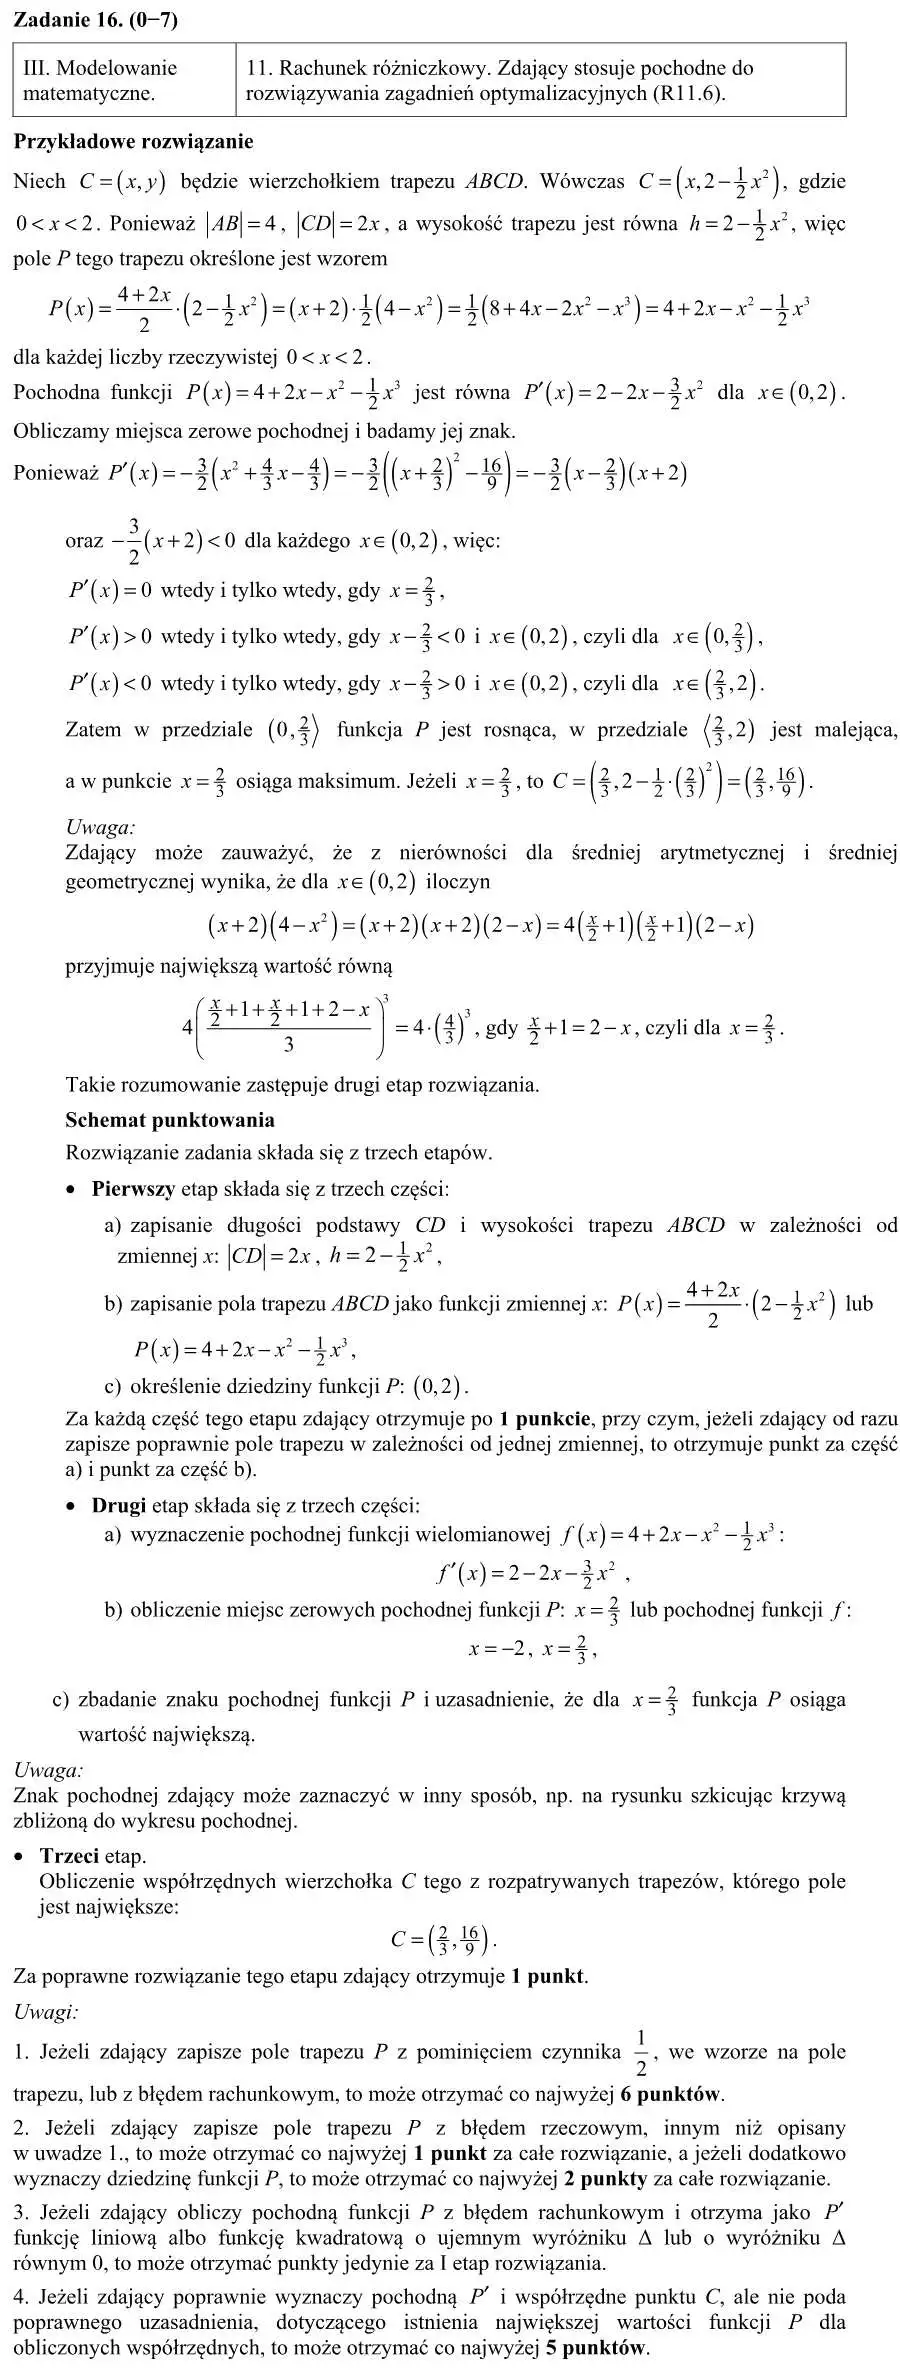 Zadanie 16. (0−7)
III. Modelowanie matematyczne.
11. Rachunek różniczkowy. Zdający stosuje pochodne do rozwiązywania zagadnień optymalizacyjnych (R11.6).
Przykładowe rozwiązanie
Niech C=(x,y) będzie wierzchołkiem trapezu ABCD. Wówczas C=(x,2−1/2x²), gdzie
0<x<2. Ponieważ |AB|=4, |CD|=2x, a wysokość trapezu jest równa h=2−1/2x², więc
pole P tego trapezu określone jest wzorem
P(x)=(4+2x)/2·(2−1/2x²)=(x+2)·1/2(4−x²)=1/2(8+4x−2x²−x³)=4+2x−x²−1/2x³
dla każdej liczby rzeczywistej 0<x<2.
Pochodna funkcji P(x)=4+2x−x²−1/2x³ jest równa P′(x)=2−2x−3/2x² dla x∈(0,2).
Obliczamy miejsca zerowe pochodnej i badamy jej znak.
Ponieważ P′(x)=−3/2(x²+4/3x−4/3)=−3/2((x+2/3)²−16/9)=−3/2(x−2/3)(x+2)
oraz −3/2(x+2)<0 dla każdego x∈(0,2), więc:
P′(x)=0 wtedy i tylko wtedy, gdy x=2/3,
P′(x)>0 wtedy i tylko wtedy, gdy x−2/3<0 i x∈(0,2), czyli dla x∈(0,2/3),
P′(x)<0 wtedy i tylko wtedy, gdy x−2/3>0 i x∈(0,2), czyli dla x∈(2/3,2).
Zatem w przedziale (0,2/3⟩ funkcja P jest rosnąca, w przedziale ⟨2/3,2) jest malejąca,
a w punkcie x=2/3 osiąga maksimum. Jeżeli x=2/3, to C=(2/3,2−1/2·(2/3)²)=(2/3,16/9).
Uwaga:
Zdający może zauważyć, że z nierówności dla średniej arytmetycznej i średniej
geometrycznej wynika, że dla x∈(0,2) iloczyn
(x+2)(4−x²)=(x+2)(x+2)(2−x)=4(x/2+1)(x/2+1)(2−x)
przyjmuje największą wartość równą
4((x/2+1+x/2+1+2−x)/3)³=4·(4/3)³, gdy x/2+1=2−x, czyli dla x=2/3.
Takie rozumowanie zastępuje drugi etap rozwiązania.
Schemat punktowania
Rozwiązanie zadania składa się z trzech etapów.
• Pierwszy etap składa się z trzech części:
a) zapisanie długości podstawy CD i wysokości trapezu ABCD w zależności od
zmiennej x: |CD|=2x, h=2−1/2x²,
b) zapisanie pola trapezu ABCD jako funkcji zmiennej x: P(x)=(4+2x)/2·(2−1/2x²) lub
P(x)=4+2x−x²−1/2x³,
c) określenie dziedziny funkcji P: (0,2).
Za każdą część tego etapu zdający otrzymuje po 1 punkcie, przy czym, jeżeli zdający od razu
zapisze poprawnie pole trapezu w zależności od jednej zmiennej, to otrzymuje punkt za część
a) i punkt za część b).
• Drugi etap składa się z trzech części:
a) wyznaczenie pochodnej funkcji wielomianowej f(x)=4+2x−x²−1/2x³:
f′(x)=2−2x−3/2x² ,
b) obliczenie miejsc zerowych pochodnej funkcji P: x=2/3 lub pochodnej funkcji f:
x=−2, x=2/3,
c) zbadanie znaku pochodnej funkcji P i uzasadnienie, że dla x=2/3 funkcja P osiąga
wartość największą.
Uwaga:
Znak pochodnej zdający może zaznaczyć w inny sposób, np. na rysunku szkicując krzywą
zbliżoną do wykresu pochodnej.
• Trzeci etap.
Obliczenie współrzędnych wierzchołka C tego z rozpatrywanych trapezów, którego pole
jest największe:
C=(2/3,16/9).
Za poprawne rozwiązanie tego etapu zdający otrzymuje 1 punkt.
Uwagi:
1. Jeżeli zdający zapisze pole trapezu P z pominięciem czynnika 1/2, we wzorze na pole
trapezu, lub z błędem rachunkowym, to może otrzymać co najwyżej 6 punktów.
2. Jeżeli zdający zapisze pole trapezu P z błędem rzeczowym, innym niż opisany
w uwadze 1., to może otrzymać co najwyżej 1 punkt za całe rozwiązanie, a jeżeli dodatkowo
wyznaczy dziedzinę funkcji P, to może otrzymać co najwyżej 2 punkty za całe rozwiązanie.
3. Jeżeli zdający obliczy pochodną funkcji P z błędem rachunkowym i otrzyma jako P′
funkcję liniową albo funkcję kwadratową o ujemnym wyróżniku Δ lub o wyróżniku Δ
równym 0, to może otrzymać punkty jedynie za I etap rozwiązania.
4. Jeżeli zdający poprawnie wyznaczy pochodną P′ i współrzędne punktu C, ale nie poda
poprawnego uzasadnienia, dotyczącego istnienia największej wartości funkcji P dla
obliczonych współrzędnych, to może otrzymać co najwyżej 5 punktów.